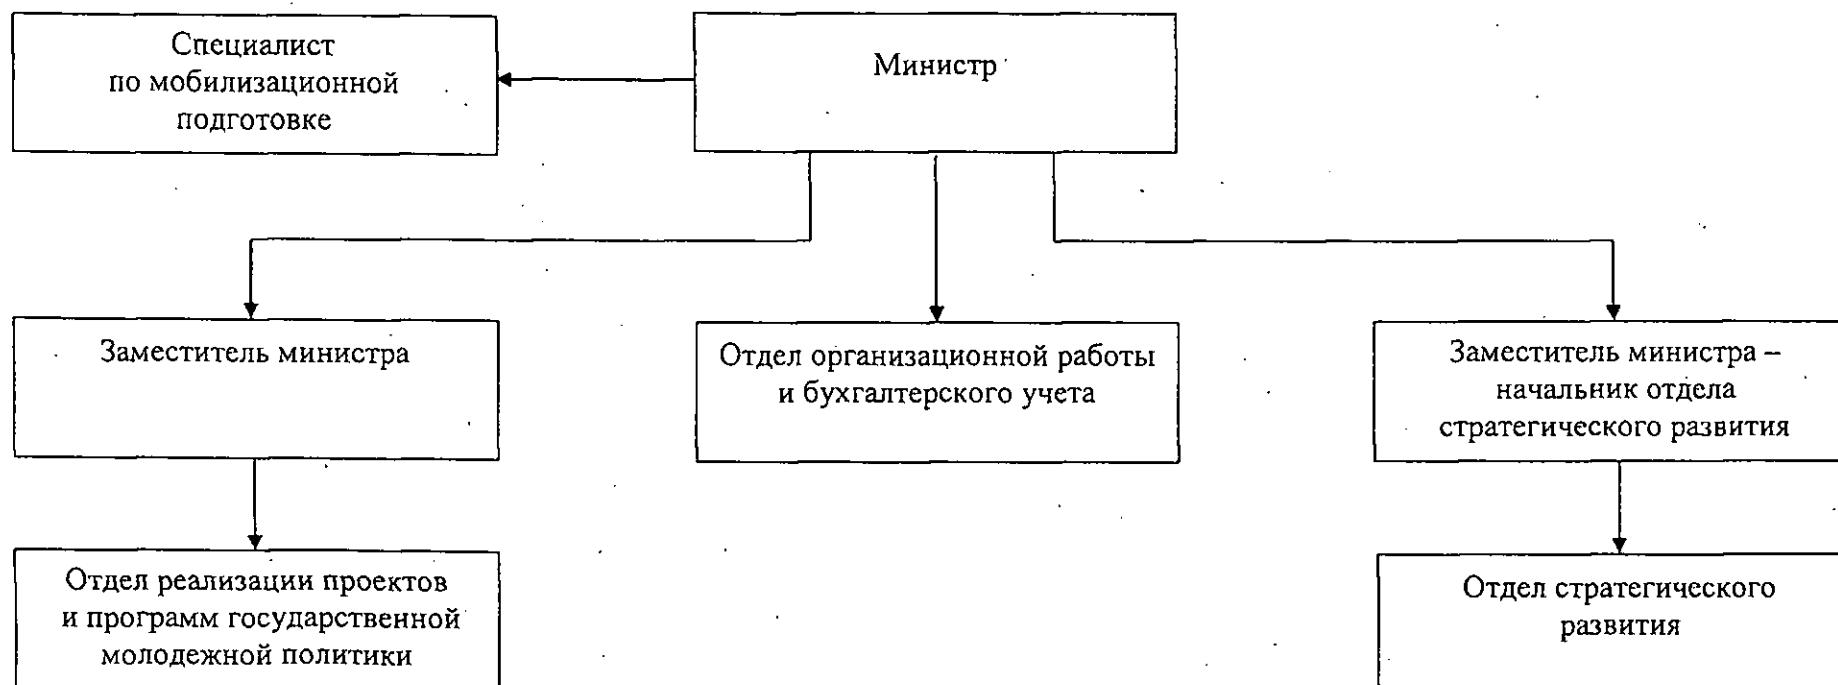 Специалист
по мобилизационной
подготовке
Министр
Заместитель министра
Отдел организационной работы
и бухгалтерского учета
Заместитель министра –
начальник отдела
стратегического развития
Отдел реализации проектов
и программ государственной
молодежной политики
Отдел стратегического
развития